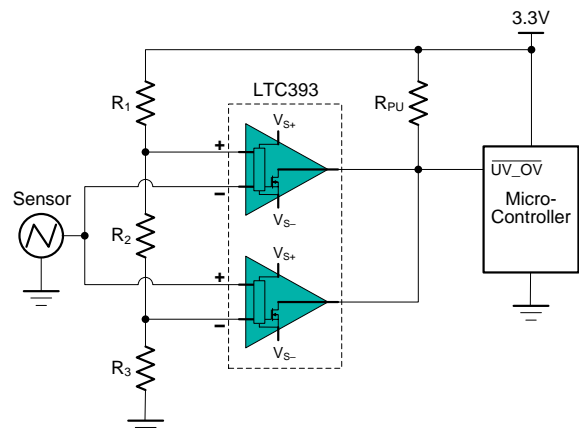 3.3V
LTC393
R1
RPU
VS+
+
UV_OV
–
Micro-
Controller
Sensor
VS–
R2
VS+
+
–
VS–
R3